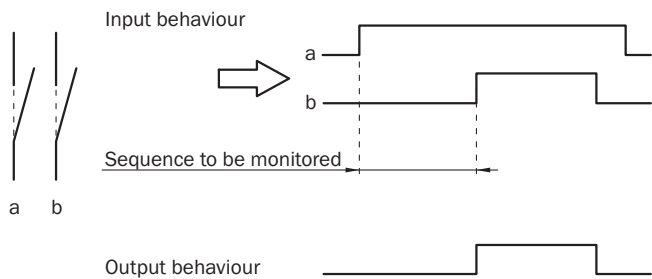 Input behaviour
a
b
Sequence to be monitored
a b
Output behaviour